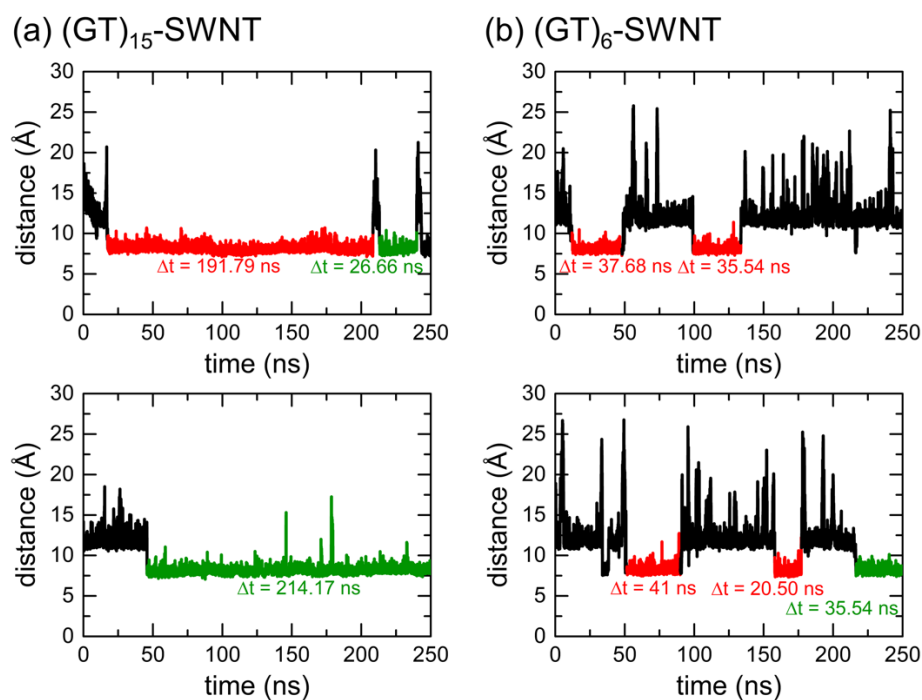 (a) (GT)15-SWNT
(b) (GT)6-SWNT
30
25
20
15
10
5
0
distance (Å)
Δt = 191.79 ns
Δt = 26.66 ns
0 50 100 150 200 250
time (ns)
30
25
20
15
10
5
0
distance (Å)
Δt = 37.68 ns
Δt = 35.54 ns
0 50 100 150 200 250
time (ns)
30
25
20
15
10
5
0
distance (Å)
Δt = 214.17 ns
0 50 100 150 200 250
time (ns)
30
25
20
15
10
5
0
distance (Å)
Δt = 41 ns
Δt = 20.50 ns
Δt = 35.54 ns
0 50 100 150 200 250
time (ns)